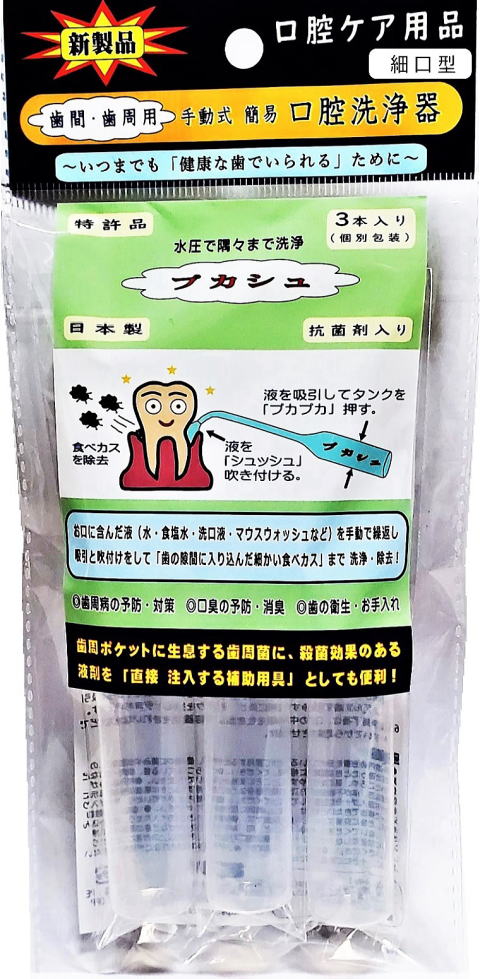 新製品
口腔ケア用品
細口型
歯間・歯周用 手動式 簡易 口腔洗浄器
～いつまでも「健康な歯でいられる」ために～
特許品
3本入り
(個別包装)
水圧で隅々まで洗浄
ブカシュ
日本製
抗菌剤入り
液を吸引してタンクを
「ブカブカ」押す。
食べカス
を除去
液を
「シュッシュ」
吹き付ける。
ブカシュ
お口に含んだ液(水・食塩水・洗口液・マウスウォッシュなど)を手動で繰返し
吸引と吹付けをして「歯の隙間に入り込んだ細かい食べカス」まで 洗浄・除去!
◎歯周病の予防・対策 ◎口臭の予防・消臭 ◎歯の衛生・お手入れ
歯周ポケットに生息する歯周菌に、殺菌効果のある
液剤を「直接 注入する補助用具」としても便利!